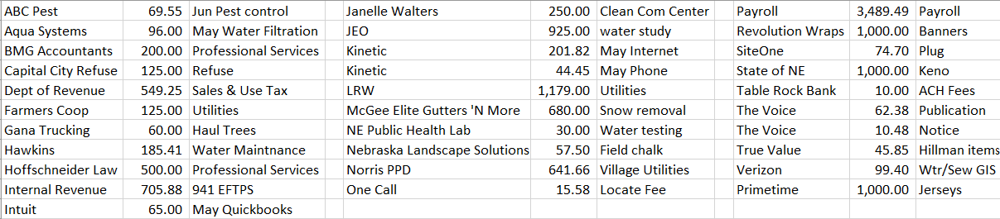 ABC Pest 69.55 Jun Pest control Janelle Walters 250.00 Clean Com Center Payroll 3,489.49 Payroll
Aqua Systems 96.00 May Water Filtration JEO 925.00 water study Revolution Wraps 1,000.00 Banners
BMG Accountants 200.00 Professional Services Kinetic 201.82 May Internet SiteOne 74.70 Plug
Capital City Refuse 125.00 Refuse Kinetic 44.45 May Phone State of NE 1,000.00 Keno
Dept of Revenue 549.25 Sales & Use Tax LRW 1,179.00 Utilities Table Rock Bank 10.00 ACH Fees
Farmers Coop 125.00 Utilities McGee Elite Gutters 'N More 680.00 Snow removal The Voice 62.38 Publication
Gana Trucking 60.00 Haul Trees NE Public Health Lab 30.00 Water testing The Voice 10.48 Notice
Hawkins 185.41 Water Maintnance Nebraska Landscape Solutions 57.50 Field chalk True Value 45.85 Hillman items
Hoffschneider Law 500.00 Professional Services Norris PPD 641.66 Village Utilities Verizon 99.40 Wtr/Sew GIS
Internal Revenue 705.88 941 EFTPS One Call 15.58 Locate Fee Primetime 1,000.00 Jerseys
Intuit 65.00 May Quickbooks